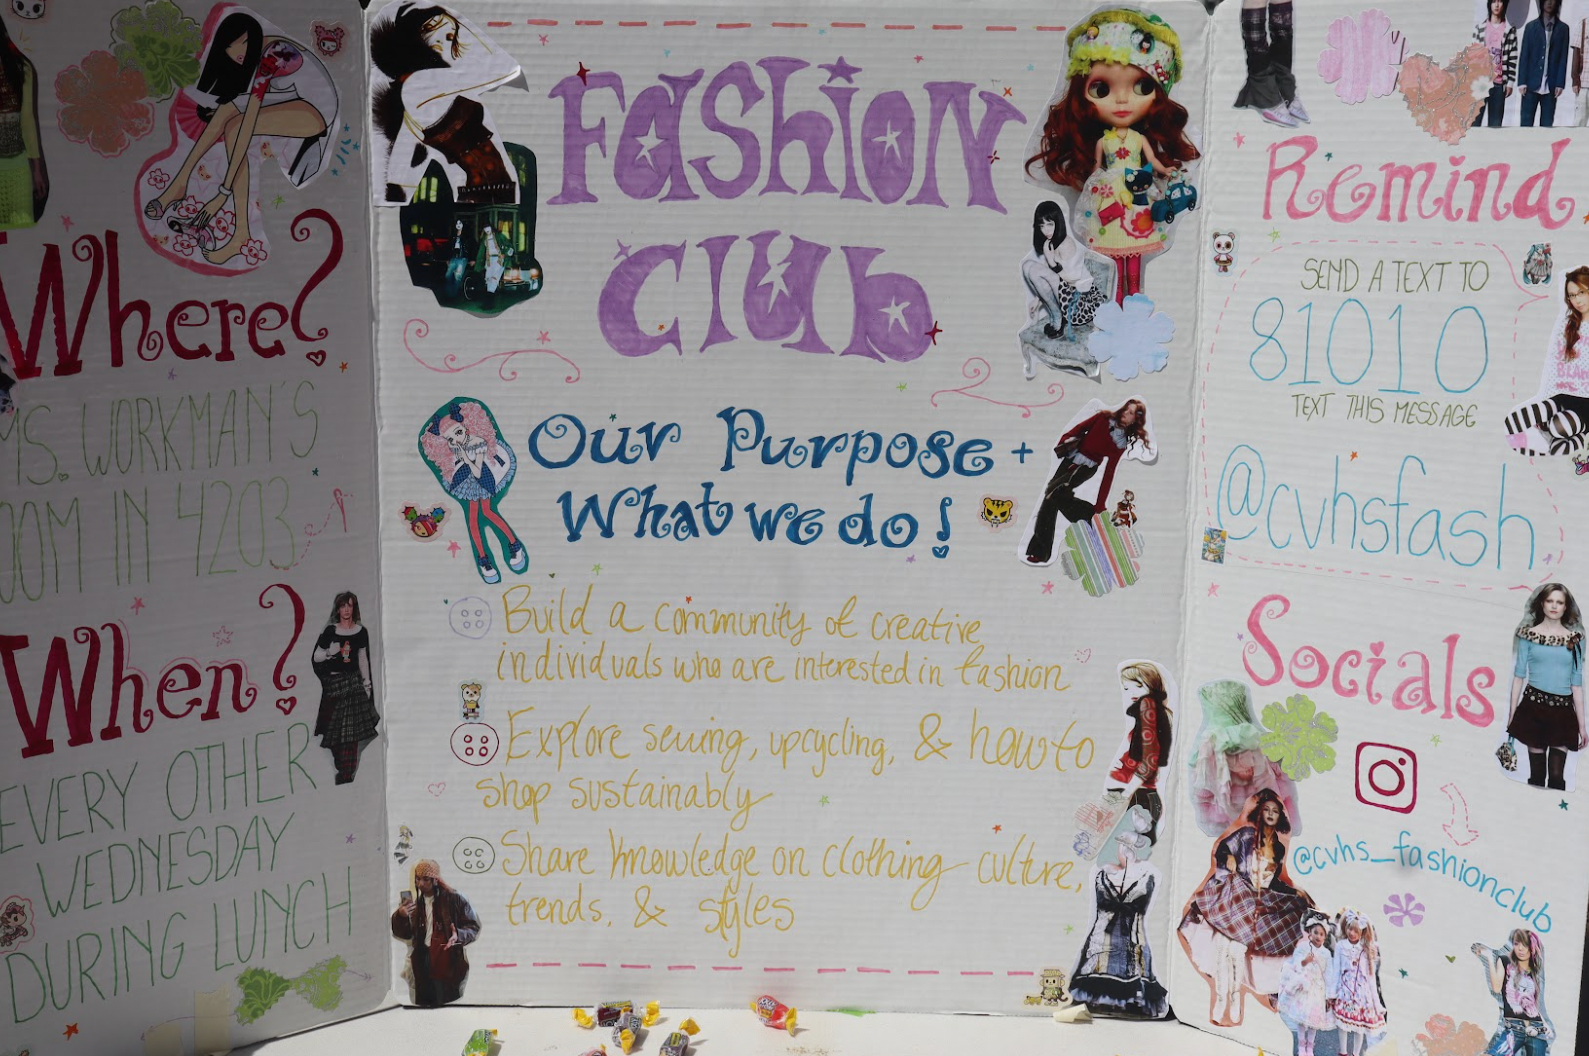 Where?
MS. WORKMAN'S
ROOM IN 4203
When?
EVERY OTHER
WEDNESDAY
DURING LUNCH
Fashion
Club
Our Purpose +
What we do!
Build a community of creative
individuals who are interested in fashion
Explore sewing, upcycling, & how to
shop sustainably
Share knowledge on clothing culture,
trends, & styles
Remind
SEND A TEXT TO
81010
TEXT THIS MESSAGE
@cvhsfash
Socials
@cvhs_fashionclub